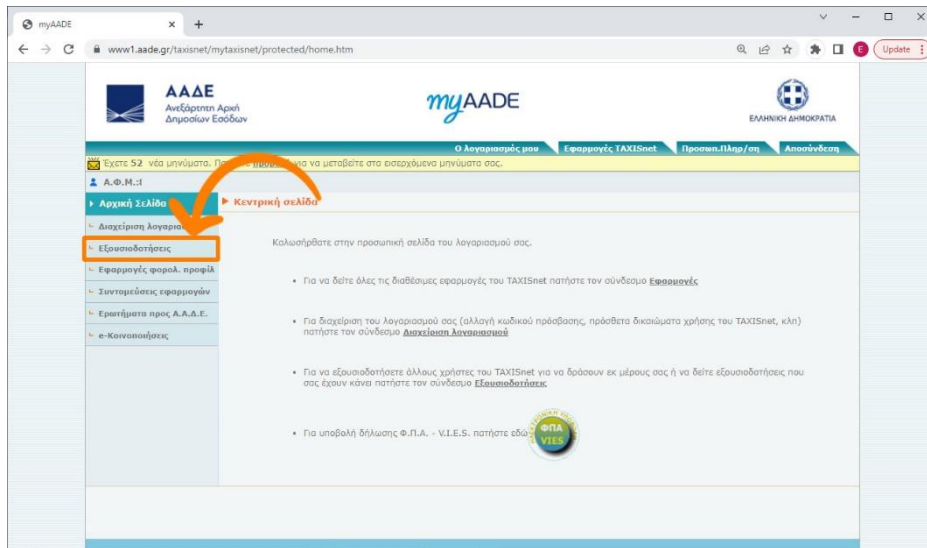 myAADE
www1.aade.gr/taxisnet/mytaxisnet/protected/home.htm
E
Update
ΑΑΔΕ
Ανεξάρτητη Αρχή
Δημοσίων Εσόδων
myAADE
ΕΛΛΗΝΙΚΗ ΔΗΜΟΚΡΑΤΙΑ
Ο λογαριασμός μου Εφαρμογές TAXISnet Προσωπ.Πληρ/ση Αποσύνδεση
Έχετε 52 νέα μηνύματα. για να μεταβείτε στα εισερχόμενα μηνύματα σας.
Α.Φ.Μ.:
Αρχική Σελίδα
Κεντρική σελίδα
Διαχείριση
Εξουσιοδοτήσεις
Εφαρμογές φορολ. προφίλ
Συντομεύσεις εφαρμογών
Ερωτήματα προς Α.Α.Δ.Ε.
e-Κοινοποιήσεις
Καλωσήρθατε στην προσωπική σελίδα του λογαριασμού σας.
Για να δείτε όλες τις διαθέσιμες εφαρμογές του TAXISnet πατήστε τον σύνδεσμο Εφαρμογές
Για διαχείριση του λογαριασμού σας (αλλαγή κωδικού πρόσβασης, πρόσθετα δικαιώματα χρήσης του TAXISnet, κλπ)
πατήστε τον σύνδεσμο Διαχείριση λογαριασμού
Για να εξουσιοδοτήσετε άλλους χρήστες του TAXISnet για να δράσουν εκ μέρους σας ή να δείτε εξουσιοδοτήσεις που
σας έχουν κάνει πατήστε τον σύνδεσμο Εξουσιοδοτήσεις
Για υποβολή δήλωσης Φ.Π.Α. - V.I.E.S. πατήστε εδώ
ΦΠΑ
VIES